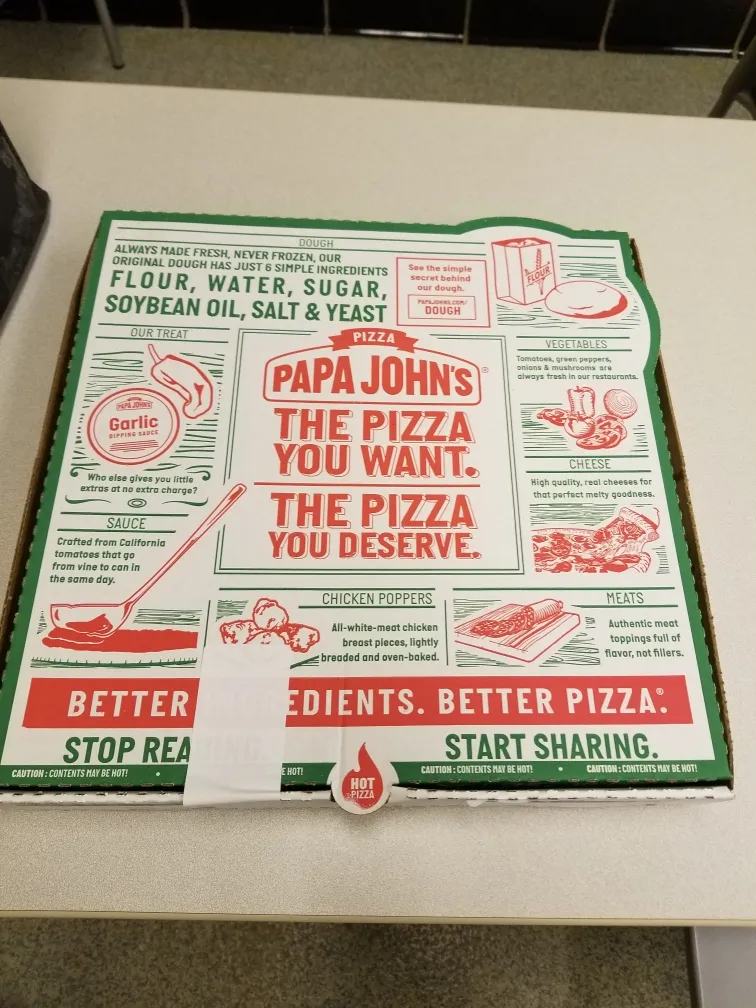 DOUGH
ALWAYS MADE FRESH, NEVER FROZEN, OUR
ORIGINAL DOUGH HAS JUST 6 SIMPLE INGREDIENTS
FLOUR, WATER, SUGAR,
SOYBEAN OIL, SALT & YEAST
See the simple
secret behind
our dough.
PAPAJOHNS.COM/
DOUGH
FLOUR
OUR TREAT
PAPA JOHN'S
Garlic
DIPPING SAUCE
Who else gives you little
extras at no extra charge?
SAUCE
Crafted from California
tomatoes that go
from vine to can in
the same day.
PIZZA
PAPA JOHN'S®
THE PIZZA
YOU WANT.
THE PIZZA
YOU DESERVE.
VEGETABLES
Tomatoes, green peppers,
onions & mushrooms are
always fresh in our restaurants.
CHEESE
High quality, real cheeses for
that perfect melty goodness.
CHICKEN POPPERS
All-white-meat chicken
breast pieces, lightly
breaded and oven-baked.
MEATS
Authentic meat
toppings full of
flavor, not fillers.
BETTER INGREDIENTS. BETTER PIZZA.®
STOP READING. START SHARING.
CAUTION: CONTENTS MAY BE HOT! • E HOT! CAUTION: CONTENTS MAY BE HOT! • CAUTION: CONTENTS MAY BE HOT!
HOT
PIZZA